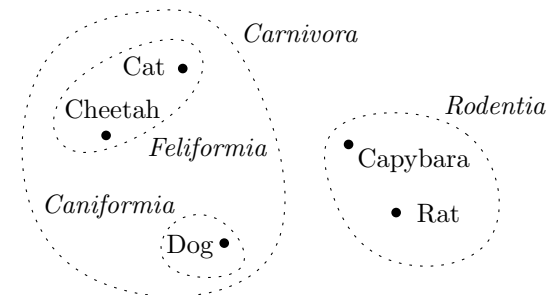 Carnivora
Cat
Cheetah
Feliformia
Caniformia
Dog
Rodentia
Capybara
Rat